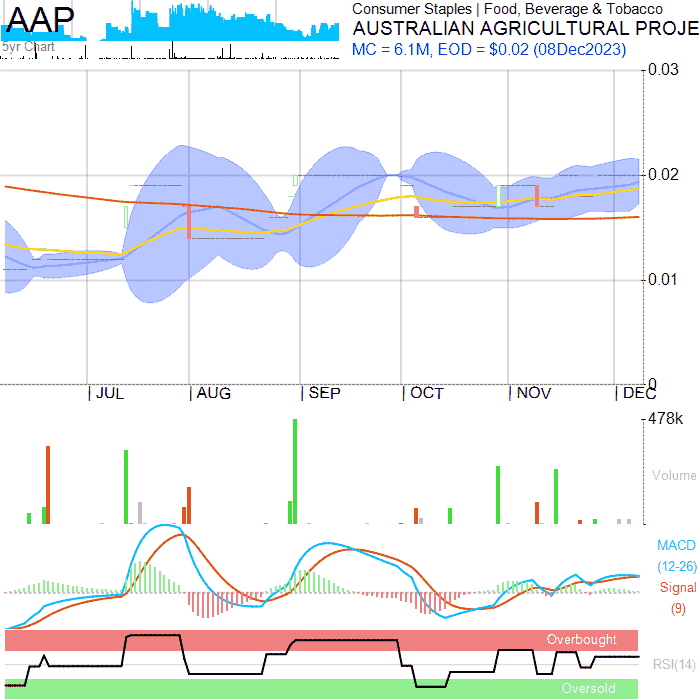 AAP
5yr Chart
Consumer Staples | Food, Beverage & Tobacco
AUSTRALIAN AGRICULTURAL PROJE
MC = 6.1M, EOD = $0.02 (08Dec2023)
0.03
0.02
0.01
0
JUL
AUG
SEP
OCT
NOV
DEC
478k
Volume
MACD
(12-26)
Signal
(9)
Overbought
RSI(14)
Oversold